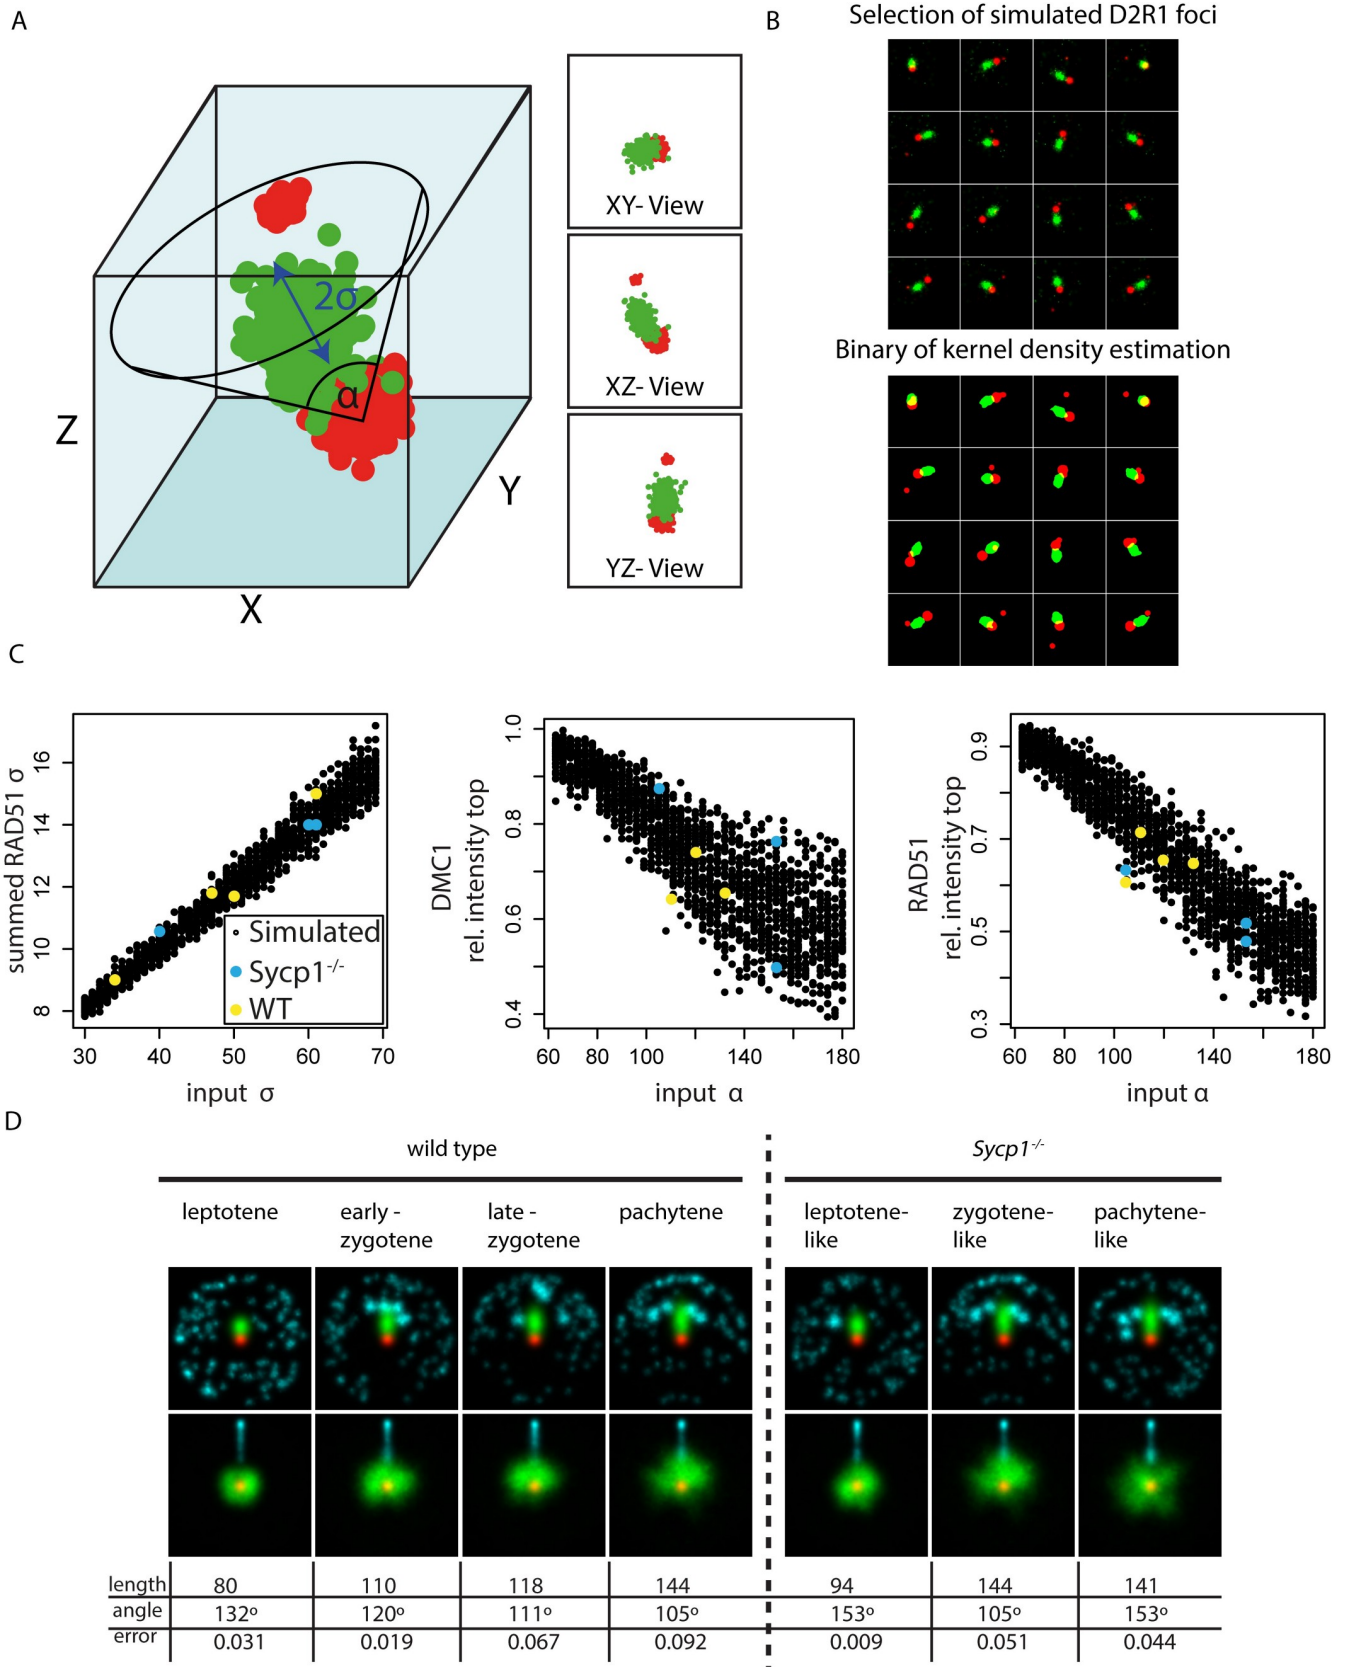 A
B
Selection of simulated D2R1 foci
2σ
α
Z
Y
X
XY- View
XZ- View
YZ- View
Binary of kernel density estimation
C
summed RAD51 σ
16
14
12
10
8
Simulated
Sycp1-/-
WT
30 40 50 60 70
input σ
DMC1
rel. intensity top
1.0
0.8
0.6
0.4
60 80 100 140 180
input α
RAD51
rel. intensity top
0.9
0.7
0.5
0.3
60 80 100 140 180
input α
D
wild type
Sycp1-/-
leptotene
early -
zygotene
late -
zygotene
pachytene
leptotene-
like
zygotene-
like
pachytene-
like
length 80 110 118 144 94 144 141
angle 132º 120º 111º 105º 153º 105º 153º
error 0.031 0.019 0.067 0.092 0.009 0.051 0.044